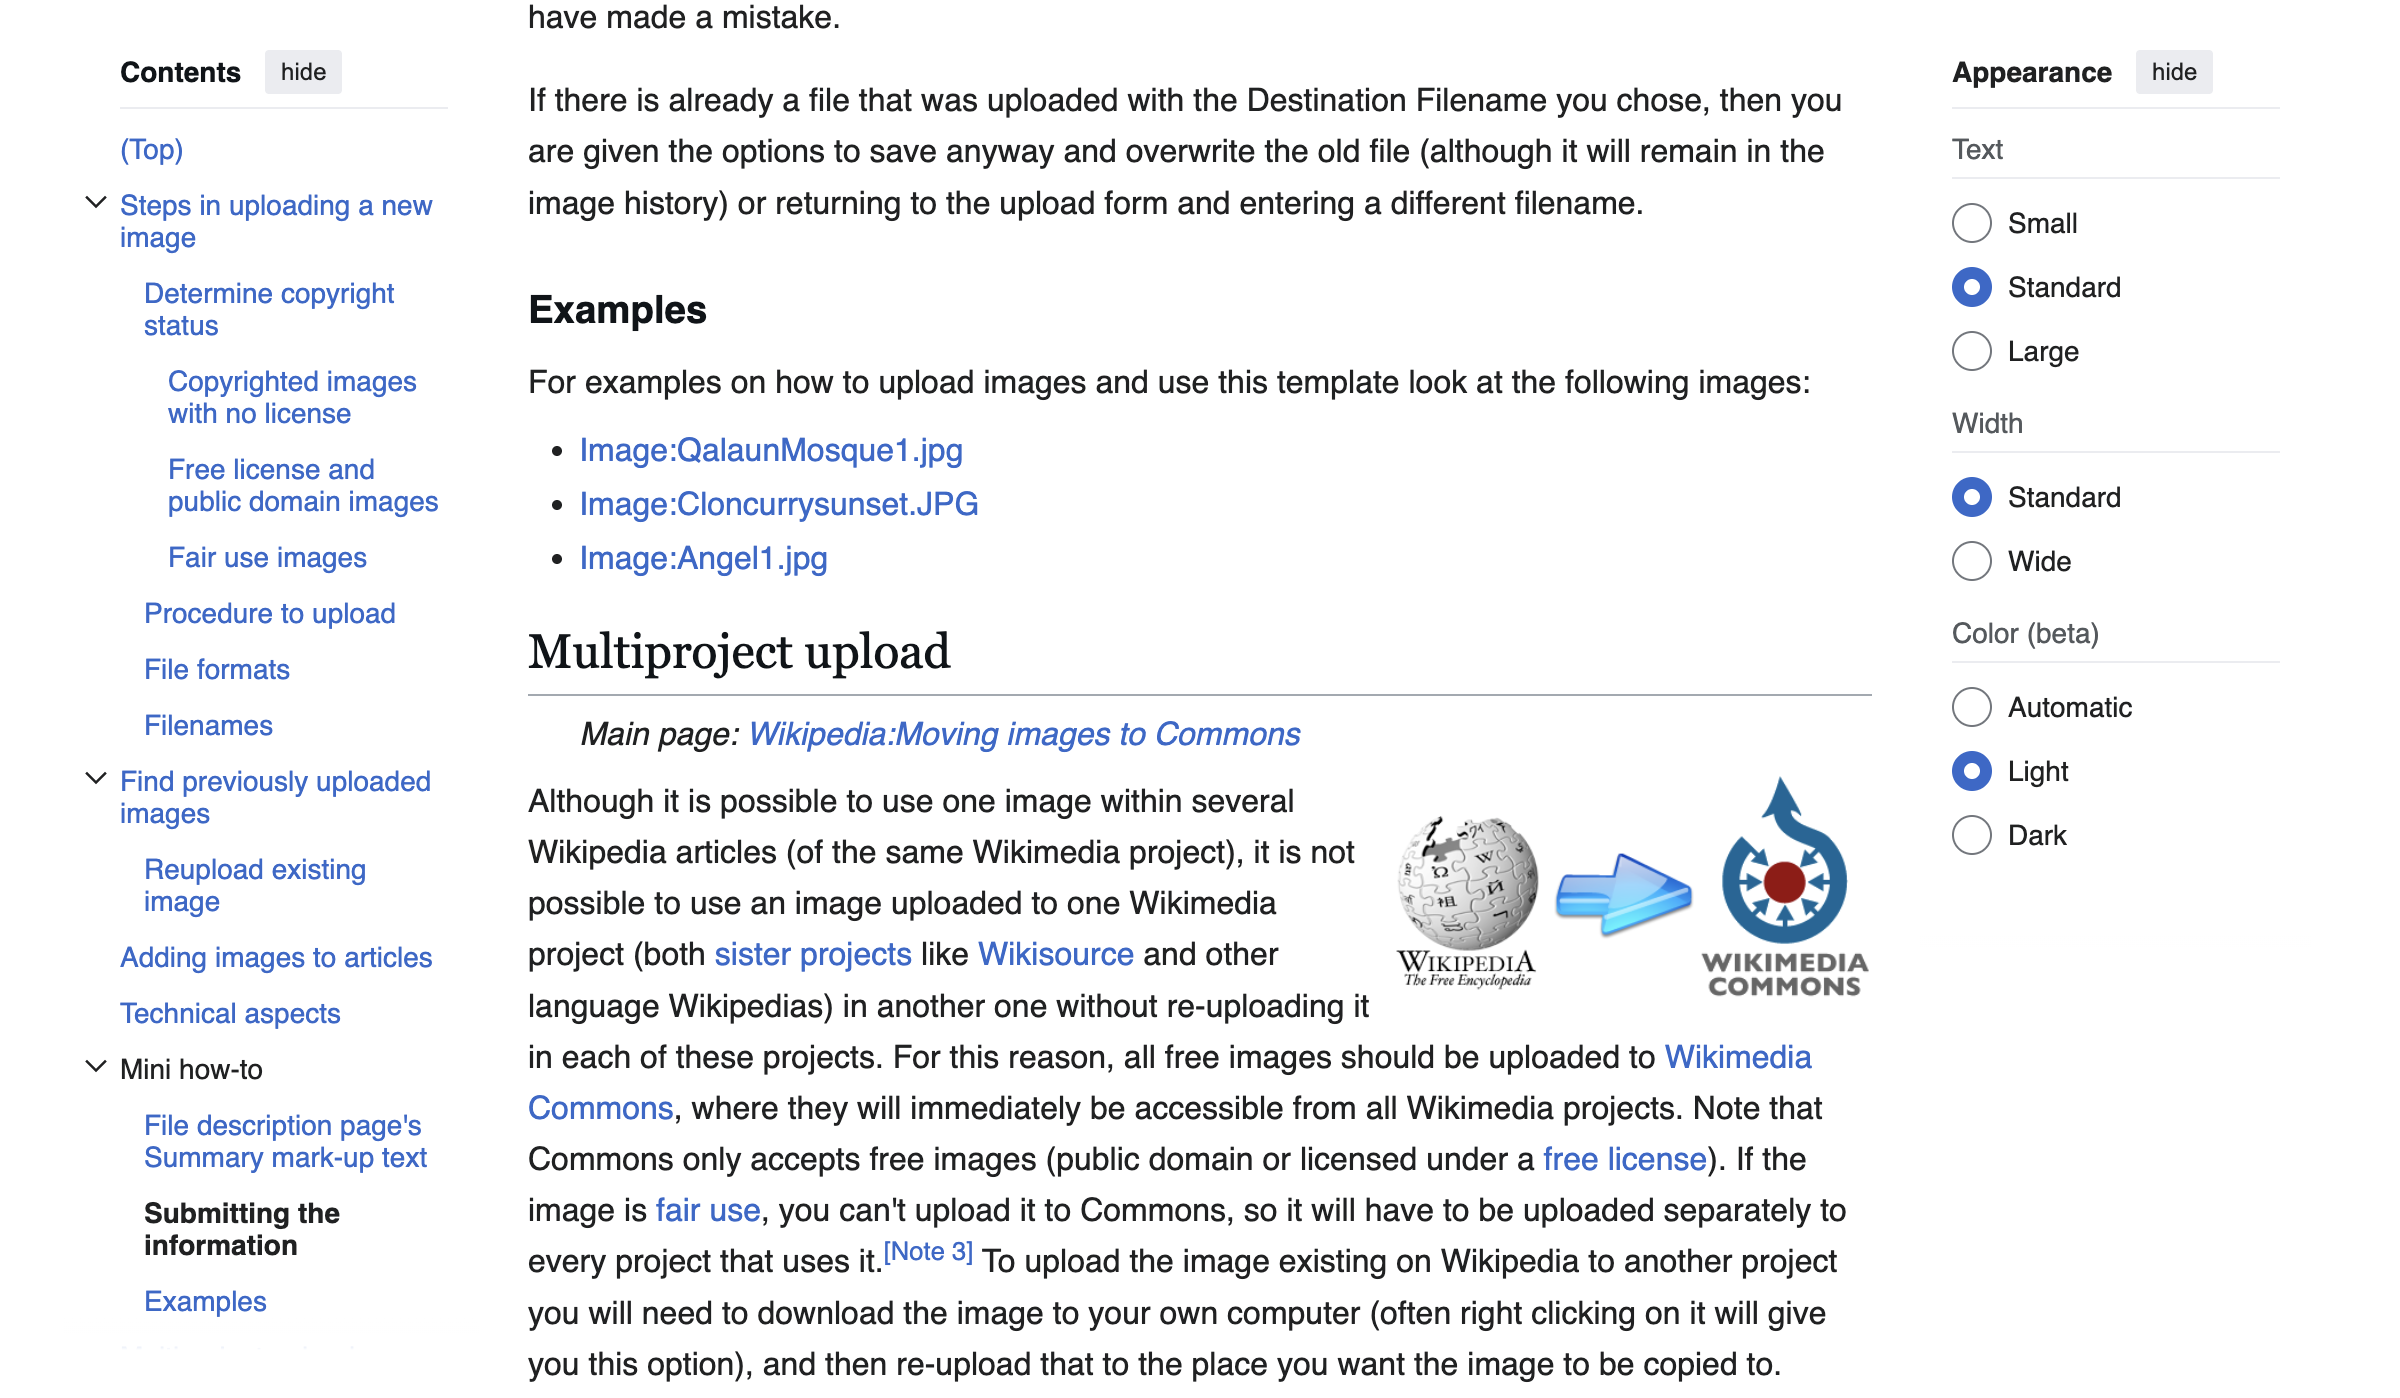 Contents hide
(Top)
Steps in uploading a new
image
Determine copyright
status
Copyrighted images
with no license
Free license and
public domain images
Fair use images
Procedure to upload
File formats
Filenames
Find previously uploaded
images
Reupload existing
image
Adding images to articles
Technical aspects
Mini how-to
File description page's
Summary mark-up text
Submitting the
information
Examples
have made a mistake.
If there is already a file that was uploaded with the Destination Filename you chose, then you
are given the options to save anyway and overwrite the old file (although it will remain in the
image history) or returning to the upload form and entering a different filename.
Examples
For examples on how to upload images and use this template look at the following images:
Image:QalaunMosque1.jpg
Image:Cloncurrysunset.JPG
Image:Angel1.jpg
Multiproject upload
Main page: Wikipedia:Moving images to Commons
Although it is possible to use one image within several
Wikipedia articles (of the same Wikimedia project), it is not
possible to use an image uploaded to one Wikimedia
project (both sister projects like Wikisource and other
language Wikipedias) in another one without re-uploading it
in each of these projects. For this reason, all free images should be uploaded to Wikimedia
Commons, where they will immediately be accessible from all Wikimedia projects. Note that
Commons only accepts free images (public domain or licensed under a free license). If the
image is fair use, you can't upload it to Commons, so it will have to be uploaded separately to
every project that uses it.[Note 3] To upload the image existing on Wikipedia to another project
you will need to download the image to your own computer (often right clicking on it will give
you this option), and then re-upload that to the place you want the image to be copied to.
WIKIPEDIA
The Free Encyclopedia
WIKIMEDIA
COMMONS
Appearance hide
Text
Small
Standard
Large
Width
Standard
Wide
Color (beta)
Automatic
Light
Dark